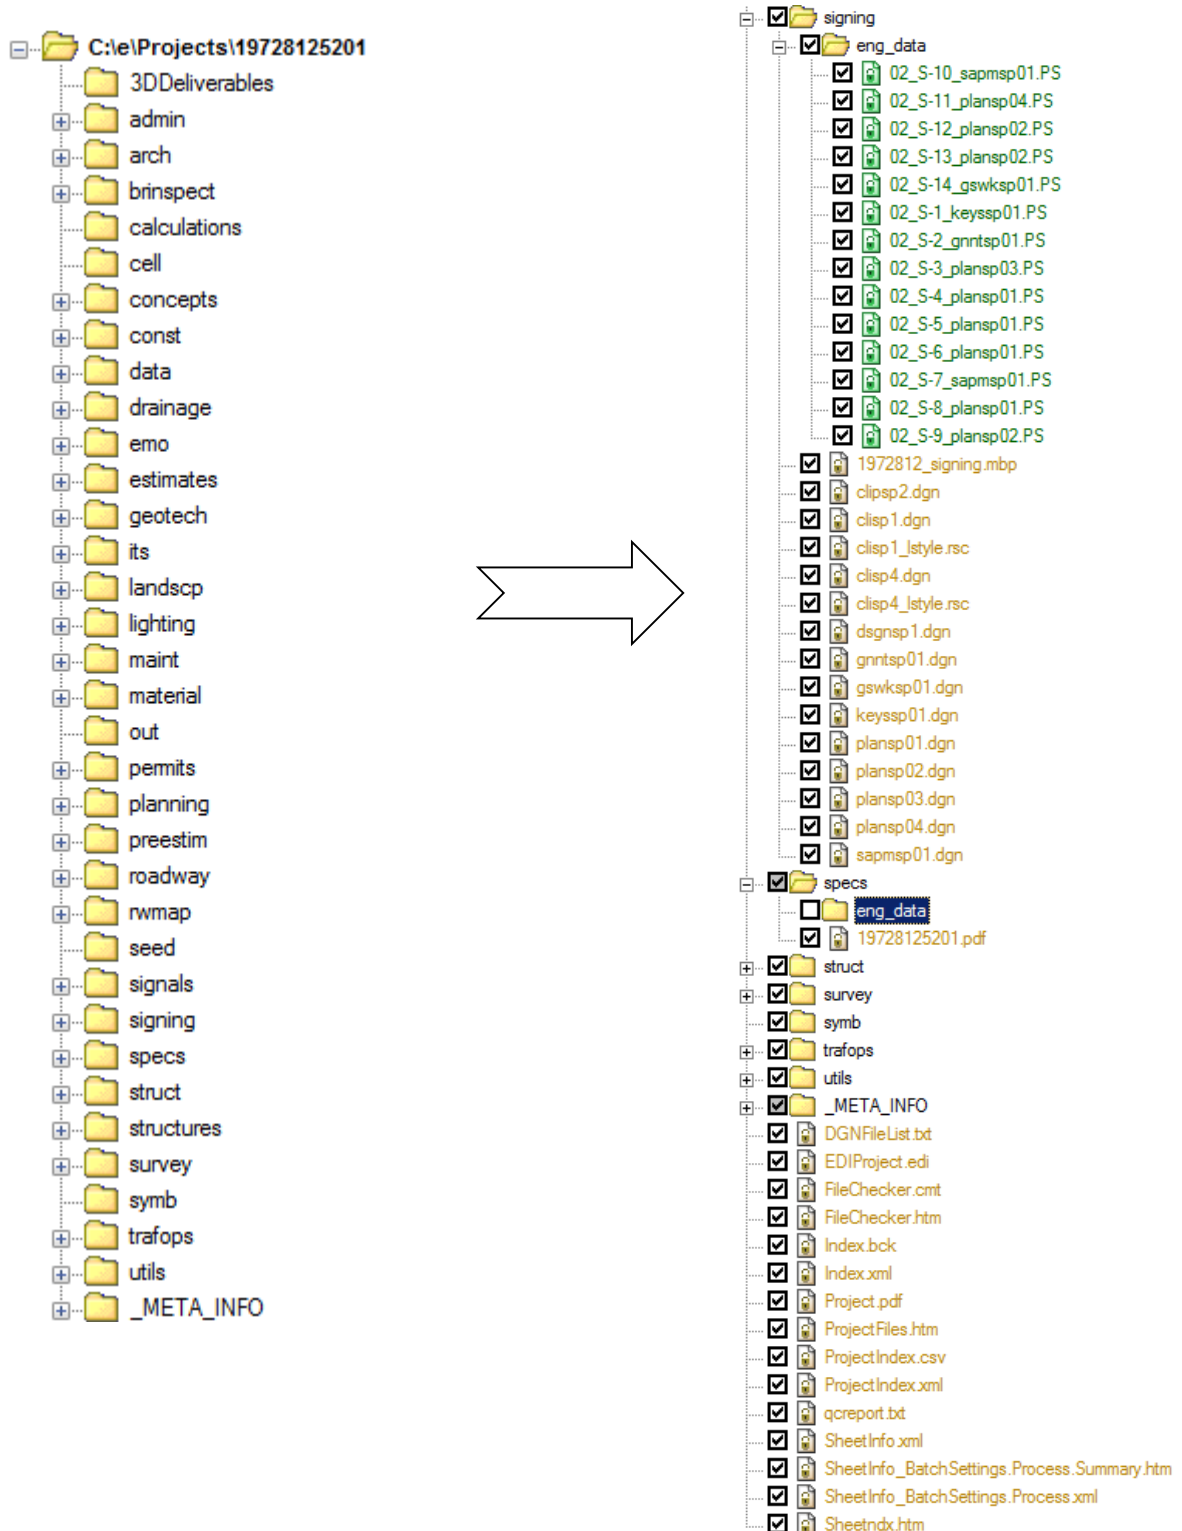 C:\e\Projects\19728125201
3DDeliverables
admin
arch
brinspect
calculations
cell
concepts
const
data
drainage
emo
estimates
geotech
its
landscp
lighting
maint
material
out
permits
planning
preestim
roadway
rwmap
seed
signals
signing
specs
struct
structures
survey
symb
trafops
utils
_META_INFO
signing
eng_data
02_S-10_sapmsp01.PS
02_S-11_plansp04.PS
02_S-12_plansp02.PS
02_S-13_plansp02.PS
02_S-14_gswksp01.PS
02_S-1_keyssp01.PS
02_S-2_gnntsp01.PS
02_S-3_plansp03.PS
02_S-4_plansp01.PS
02_S-5_plansp01.PS
02_S-6_plansp01.PS
02_S-7_sapmsp01.PS
02_S-8_plansp01.PS
02_S-9_plansp02.PS
1972812_signing.mbp
clipsp2.dgn
clisp1.dgn
clisp1_lstyle.rsc
clisp4.dgn
clisp4_lstyle.rsc
dsgnsp1.dgn
gnntsp01.dgn
gswksp01.dgn
keyssp01.dgn
plansp01.dgn
plansp02.dgn
plansp03.dgn
plansp04.dgn
sapmsp01.dgn
specs
eng_data
19728125201.pdf
struct
survey
symb
trafops
utils
_META_INFO
DGNFileList.txt
EDIProject.edi
FileChecker.cmt
FileChecker.htm
Index.bck
Index.xml
Project.pdf
ProjectFiles.htm
ProjectIndex.csv
ProjectIndex.xml
qcreport.txt
SheetInfo.xml
SheetInfo_BatchSettings.Process.Summary.htm
SheetInfo_BatchSettings.Process.xml
Sheetndx.htm